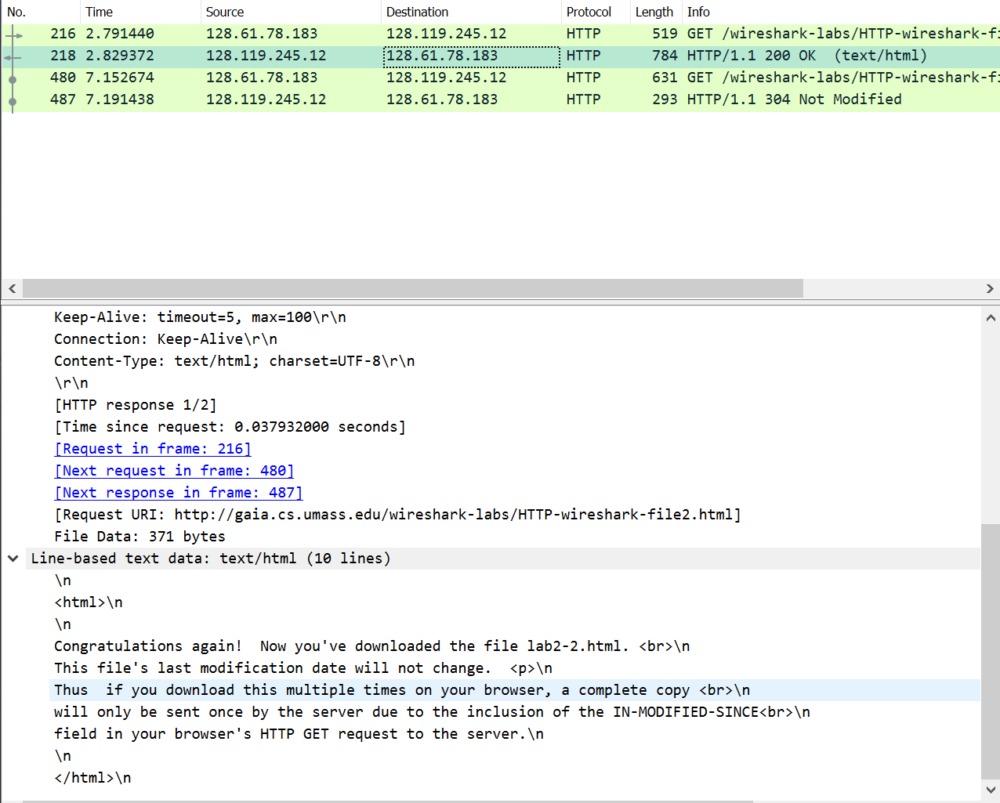 No. Time Source Destination Protocol Length Info
216 2.791440 128.61.78.183 128.119.245.12 HTTP 519 GET /wireshark-labs/HTTP-wireshark-fi
218 2.829372 128.119.245.12 128.61.78.183 HTTP 784 HTTP/1.1 200 OK  (text/html)
480 7.152674 128.61.78.183 128.119.245.12 HTTP 631 GET /wireshark-labs/HTTP-wireshark-fi
487 7.191438 128.119.245.12 128.61.78.183 HTTP 293 HTTP/1.1 304 Not Modified
Keep-Alive: timeout=5, max=100\r\n
Connection: Keep-Alive\r\n
Content-Type: text/html; charset=UTF-8\r\n
\r\n
[HTTP response 1/2]
[Time since request: 0.037932000 seconds]
[Request in frame: 216]
[Next request in frame: 480]
[Next response in frame: 487]
[Request URI: http://gaia.cs.umass.edu/wireshark-labs/HTTP-wireshark-file2.html]
File Data: 371 bytes
Line-based text data: text/html (10 lines)
\n
<html>\n
\n
Congratulations again!  Now you've downloaded the file lab2-2.html. <br>\n
This file's last modification date will not change.  <p>\n
Thus  if you download this multiple times on your browser, a complete copy <br>\n
will only be sent once by the server due to the inclusion of the IN-MODIFIED-SINCE<br>\n
field in your browser's HTTP GET request to the server.\n
\n
</html>\n